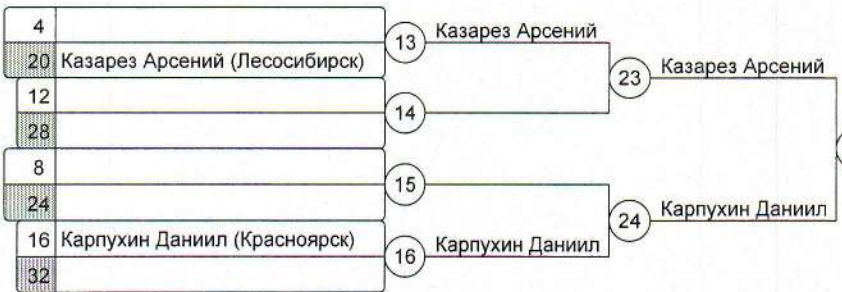 4
13 Казарез Арсений
20 Казарез Арсений (Лесосибирск)
23 Казарез Арсений
12
14
28
8
15
24
24 Карпухин Даниил
16 Карпухин Даниил (Красноярск)
16 Карпухин Даниил
32